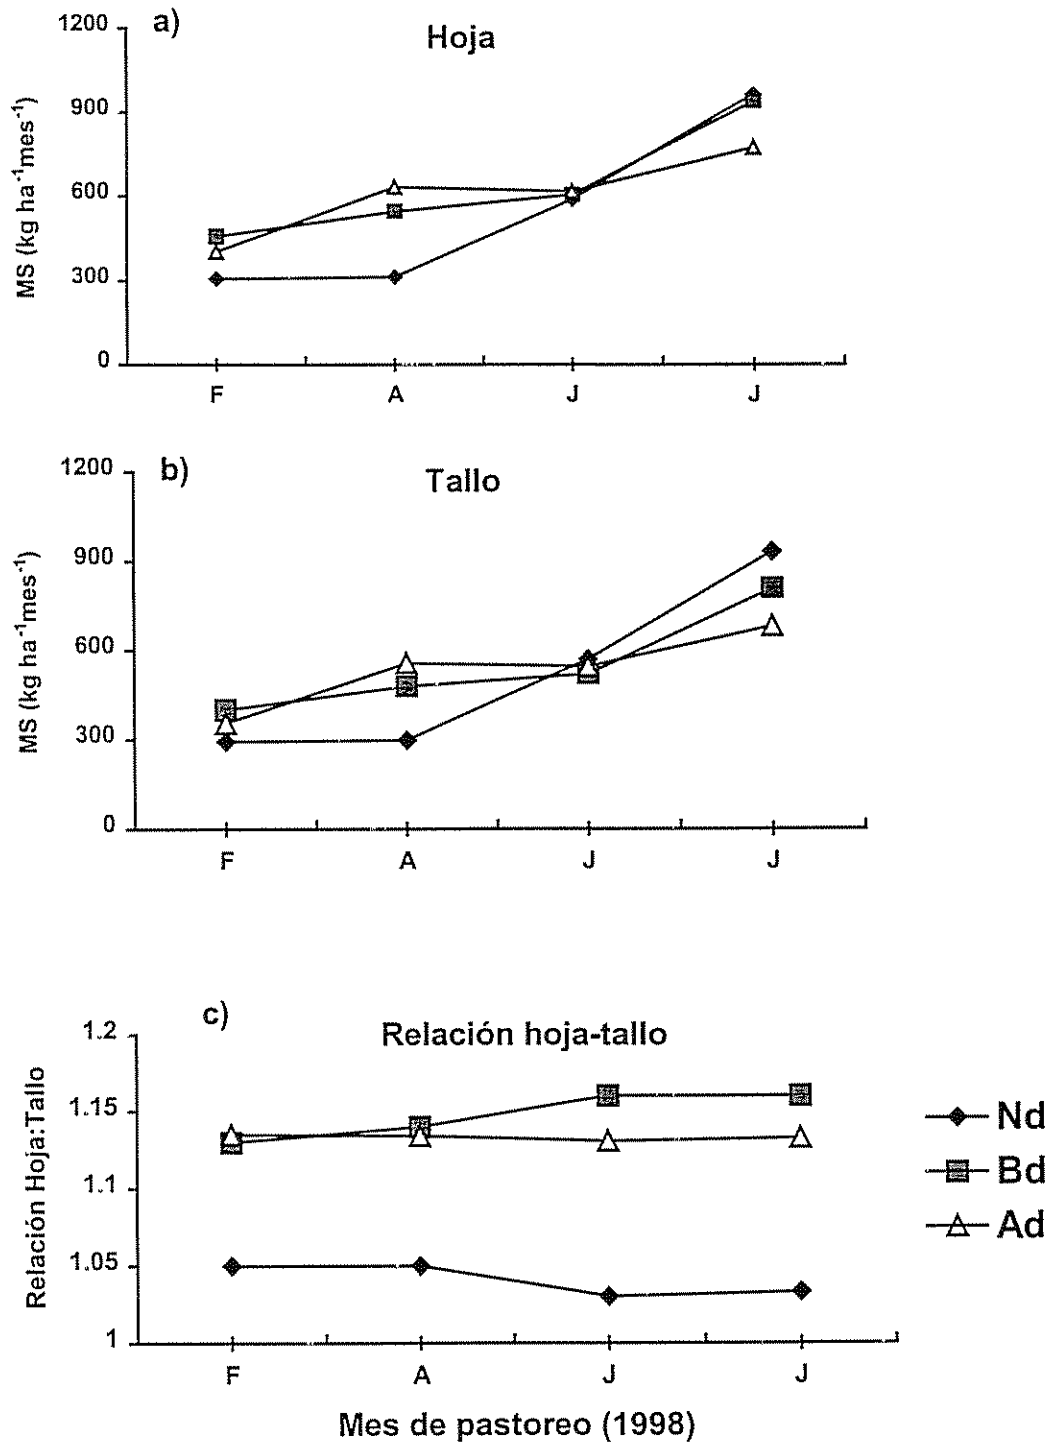 a)
Hoja
1200
900
600
300
0
MS (kg ha⁻¹mes⁻¹)
F A J J
b)
Tallo
1200
900
600
300
0
MS (kg ha⁻¹mes⁻¹)
F A J J
c)
Relación hoja-tallo
1.2
1.15
1.1
1.05
1
Relación Hoja:Tallo
F A J J
Mes de pastoreo (1998)
Nd
Bd
Ad